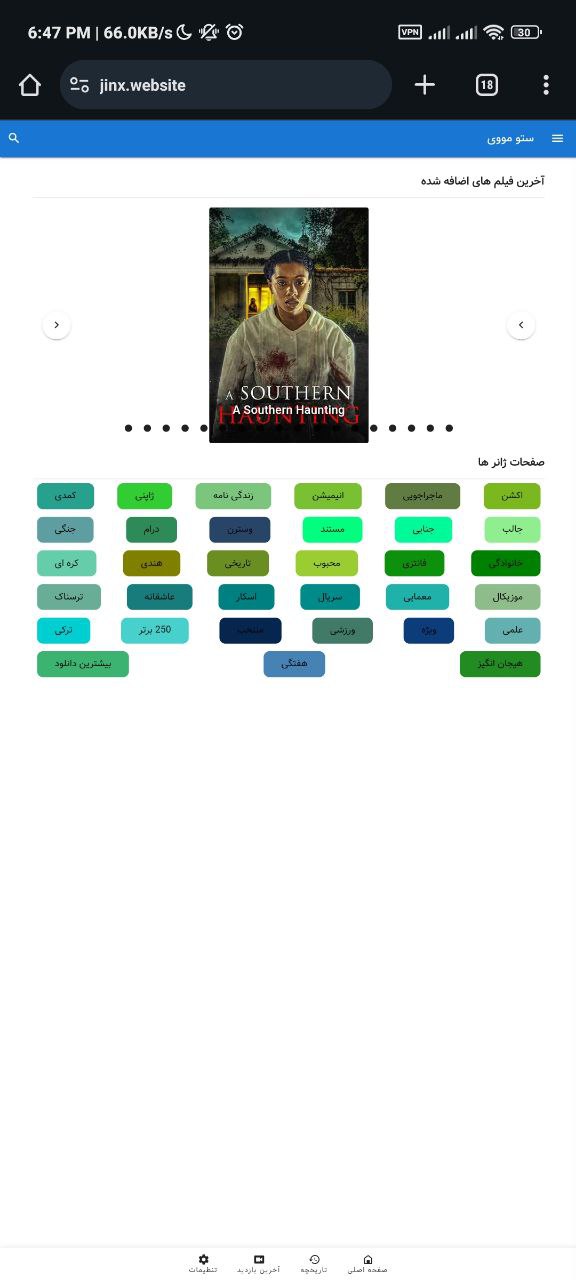 6:47 PM | 66.0KB/s VPN 30
jinx.website 18
ستو مووی
آخرین فیلم های اضافه شده
A SOUTHERN
HAUNTING
A Southern Haunting
صفحات ژانر ها
اکشن ماجراجویی انیمیشن زندگی نامه ژاپنی کمدی
جالب جنایی مستند وسترن درام جنگی
خانوادگی فانتزی محبوب تاریخی هندی کره ای
موزیکال معمایی سریال اسکار عاشقانه ترسناک
علمی ویژه ورزشی منتخب 250 برتر ترکی
هیجان انگیز هفتگی بیشترین دانلود
صفحه اصلی تاریخچه آخرین بازدید تنظیمات